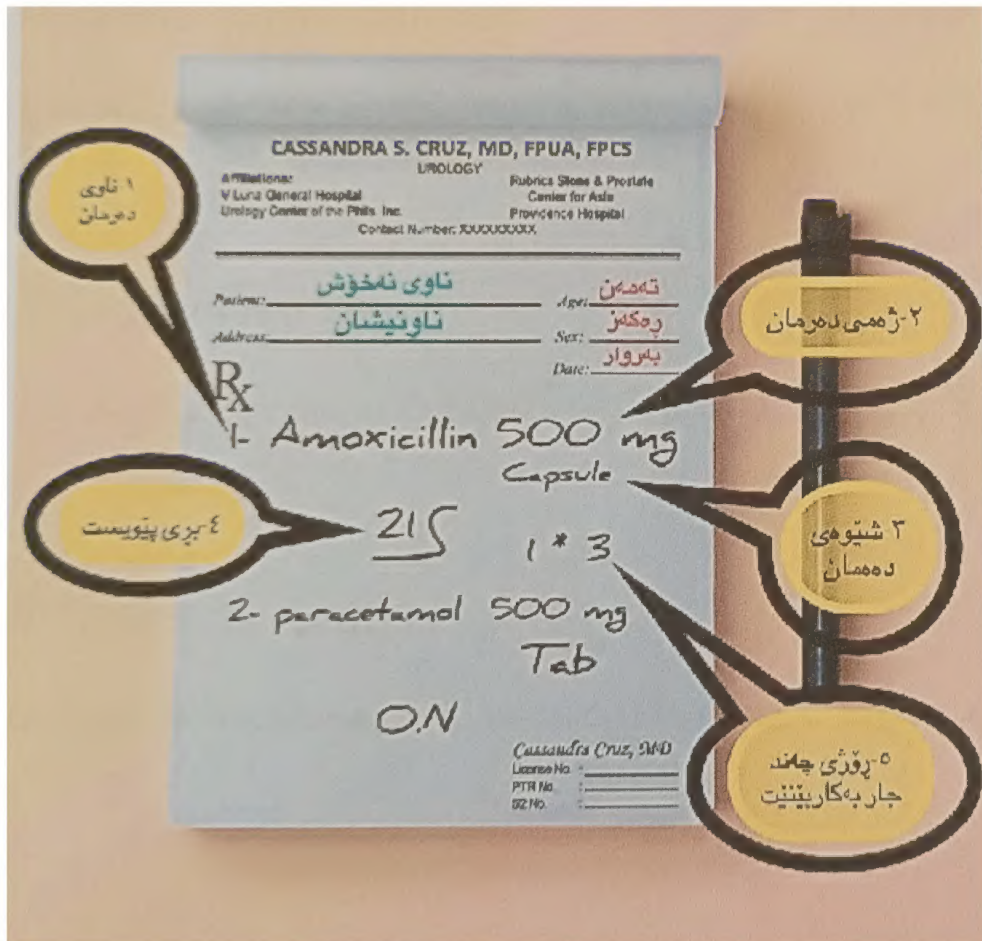 CASSANDRA S. CRUZ, MD, FPUA, FPCS
UROLOGY
Affiliations:
V Luna General Hospital
Urology Center of the Phils. Inc.
Rubrica Stone & Prostate
Center for Asia
Providence Hospital
Contact Number: XXXXXXXXX
١-ناوی
دەرمان
Patient: ناوی نەخۆش
Age: تەمەن
Address: ناونیشان
Sex: ڕەگەز
Date: بەروار
٢-ژەمی دەرمان
Rx
1- Amoxicillin 500 mg
Capsule
٣ شێوەی
دەمان
٤-بڕی پێویست
21
1 * 3
2- paracetamol 500 mg
Tab
O.N
٥-ڕۆژی چەند
جار بەکاربێنێت
Cassandra Cruz, MD
License No. :
PTR No. :
S2 No. :